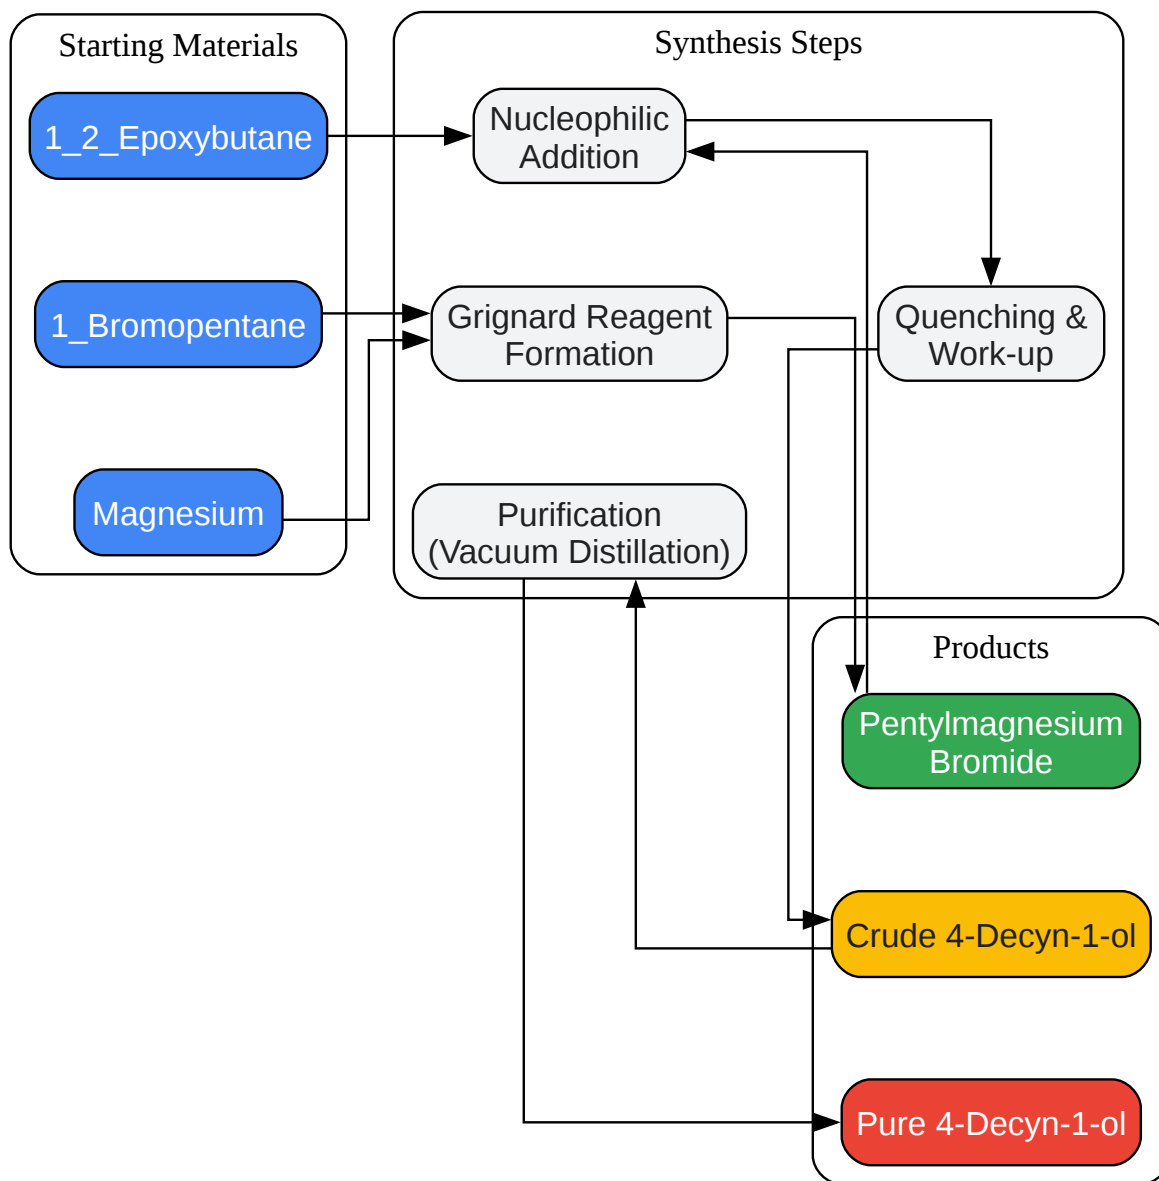 Starting Materials
1_2_Epoxybutane
1_Bromopentane
Magnesium
Synthesis Steps
Nucleophilic
Addition
Grignard Reagent
Formation
Quenching &
Work-up
Purification
(Vacuum Distillation)
Products
Pentylmagnesium
Bromide
Crude 4-Decyn-1-ol
Pure 4-Decyn-1-ol